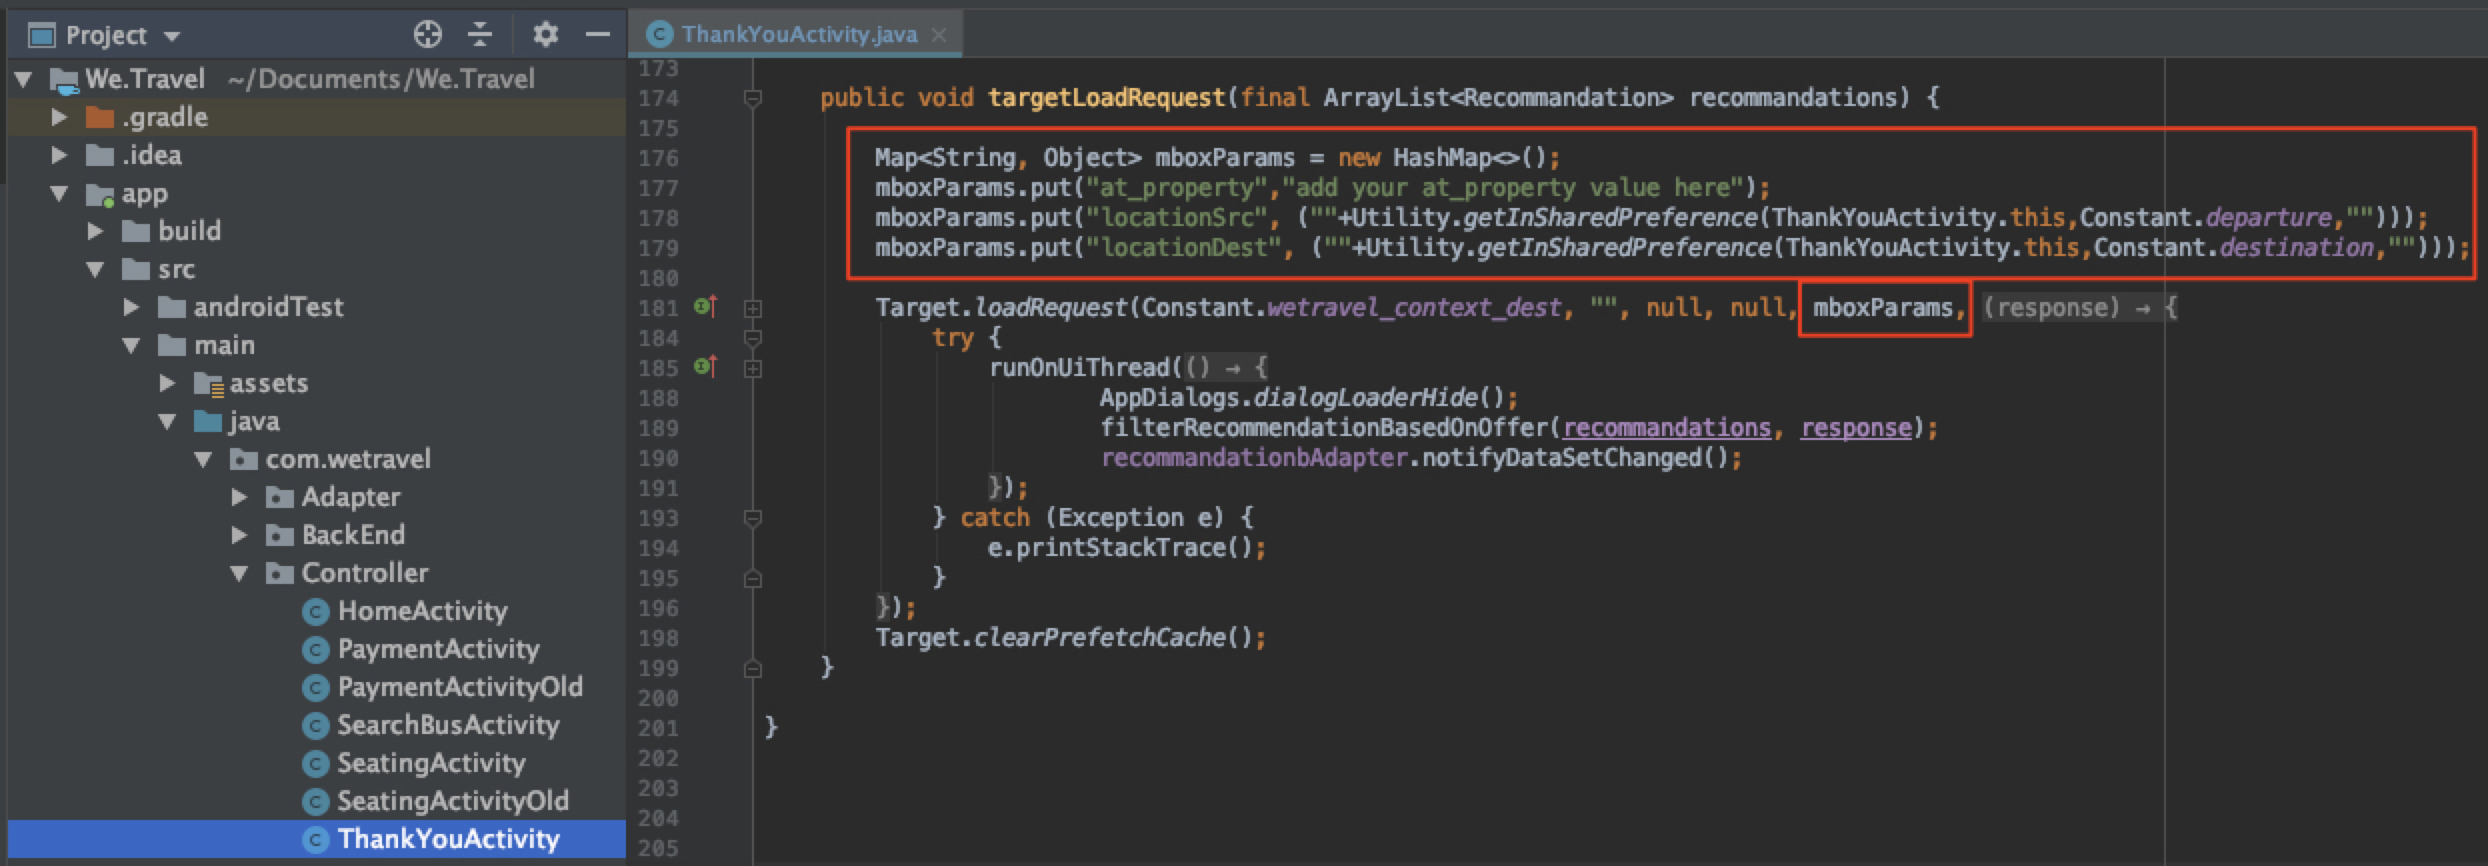 Project
We.Travel ~/Documents/We.Travel
.gradle
.idea
app
build
src
androidTest
main
assets
java
com.wetravel
Adapter
BackEnd
Controller
HomeActivity
PaymentActivity
PaymentActivityOld
SearchBusActivity
SeatingActivity
SeatingActivityOld
ThankYouActivity
ThankYouActivity.java
173
174 public void targetLoadRequest(final ArrayList<Recommandation> recommandations) {
175
176 Map<String, Object> mboxParams = new HashMap<>();
177 mboxParams.put("at_property","add your at_property value here");
178 mboxParams.put("locationSrc", (""+Utility.getInSharedPreference(ThankYouActivity.this,Constant.departure,"")));
179 mboxParams.put("locationDest", (""+Utility.getInSharedPreference(ThankYouActivity.this,Constant.destination,"")));
180
181 Target.loadRequest(Constant.wetravel_context_dest, "", null, null, mboxParams, (response) → {
184 try {
185 runOnUiThread(() → {
188 AppDialogs.dialogLoaderHide();
189 filterRecommendationBasedOnOffer(recommandations, response);
190 recommandationbAdapter.notifyDataSetChanged();
191 });
193 } catch (Exception e) {
194 e.printStackTrace();
195 }
196 });
198 Target.clearPrefetchCache();
199 }
200
201 }
202
203
204
205